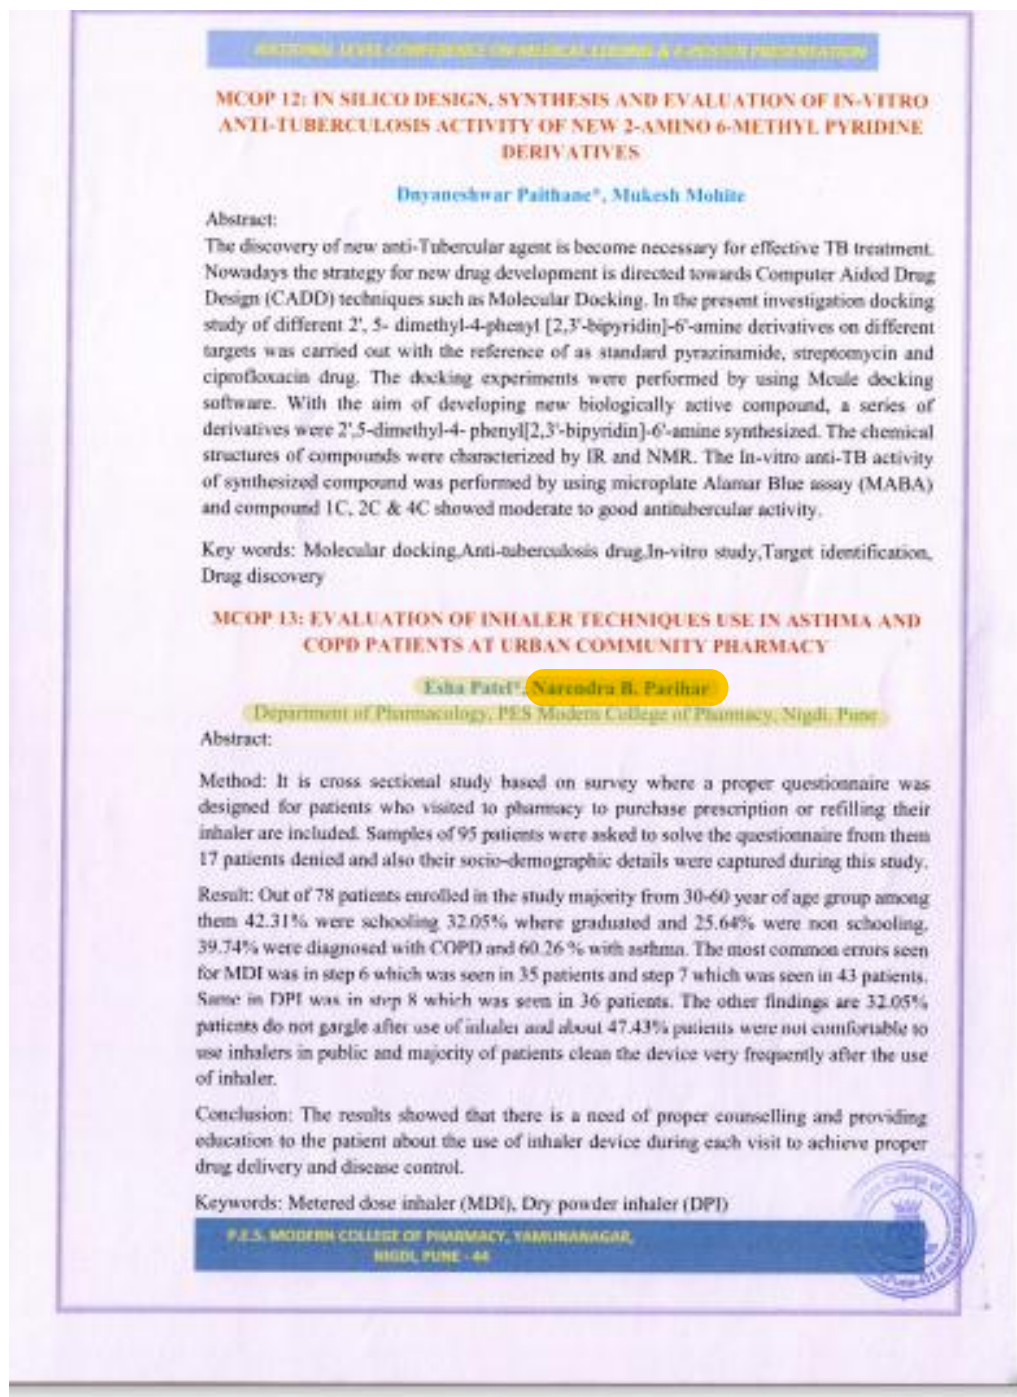 NATIONAL LEVEL CONFERENCE ON MEDICAL CODING & E-POSTER PRESENTATION
MCOP 12: IN SILICO DESIGN, SYNTHESIS AND EVALUATION OF IN-VITRO
ANTI-TUBERCULOSIS ACTIVITY OF NEW 2-AMINO 6-METHYL PYRIDINE
DERIVATIVES
Dnyaneshwar Paithane*, Mukesh Mohite
Abstract:
The discovery of new anti-Tubercular agent is become necessary for effective TB treatment.
Nowadays the strategy for new drug development is directed towards Computer Aided Drug
Design (CADD) techniques such as Molecular Docking. In the present investigation docking
study of different 2', 5- dimethyl-4-phenyl [2,3'-bipyridin]-6'-amine derivatives on different
targets was carried out with the reference of as standard pyrazinamide, streptomycin and
ciprofloxacin drug. The docking experiments were performed by using Mcule docking
software. With the aim of developing new biologically active compound, a series of
derivatives were 2',5-dimethyl-4- phenyl[2,3'-bipyridin]-6'-amine synthesized. The chemical
structures of compounds were characterized by IR and NMR. The In-vitro anti-TB activity
of synthesized compound was performed by using microplate Alamar Blue assay (MABA)
and compound 1C, 2C & 4C showed moderate to good antitubercular activity.
Key words: Molecular docking,Anti-tuberculosis drug,In-vitro study,Target identification,
Drug discovery
MCOP 13: EVALUATION OF INHALER TECHNIQUES USE IN ASTHMA AND
COPD PATIENTS AT URBAN COMMUNITY PHARMACY
Esha Patel*, Narendra B. Parihar
Department of Pharmacology, PES Modern College of Pharmacy, Nigdi, Pune
Abstract:
Method: It is cross sectional study based on survey where a proper questionnaire was
designed for patients who visited to pharmacy to purchase prescription or refilling their
inhaler are included. Samples of 95 patients were asked to solve the questionnaire from them
17 patients denied and also their socio-demographic details were captured during this study.
Result: Out of 78 patients enrolled in the study majority from 30-60 year of age group among
them 42.31% were schooling 32.05% where graduated and 25.64% were non schooling.
39.74% were diagnosed with COPD and 60.26 % with asthma. The most common errors seen
for MDI was in step 6 which was seen in 35 patients and step 7 which was seen in 43 patients.
Same in DPI was in step 8 which was seen in 36 patients. The other findings are 32.05%
patients do not gargle after use of inhaler and about 47.43% patients were not comfortable to
use inhalers in public and majority of patients clean the device very frequently after the use
of inhaler.
Conclusion: The results showed that there is a need of proper counselling and providing
education to the patient about the use of inhaler device during each visit to achieve proper
drug delivery and disease control.
Keywords: Metered dose inhaler (MDI), Dry powder inhaler (DPI)
P.E.S. MODERN COLLEGE OF PHARMACY, YAMUNANAGAR,
NIGDI, PUNE - 44
College of